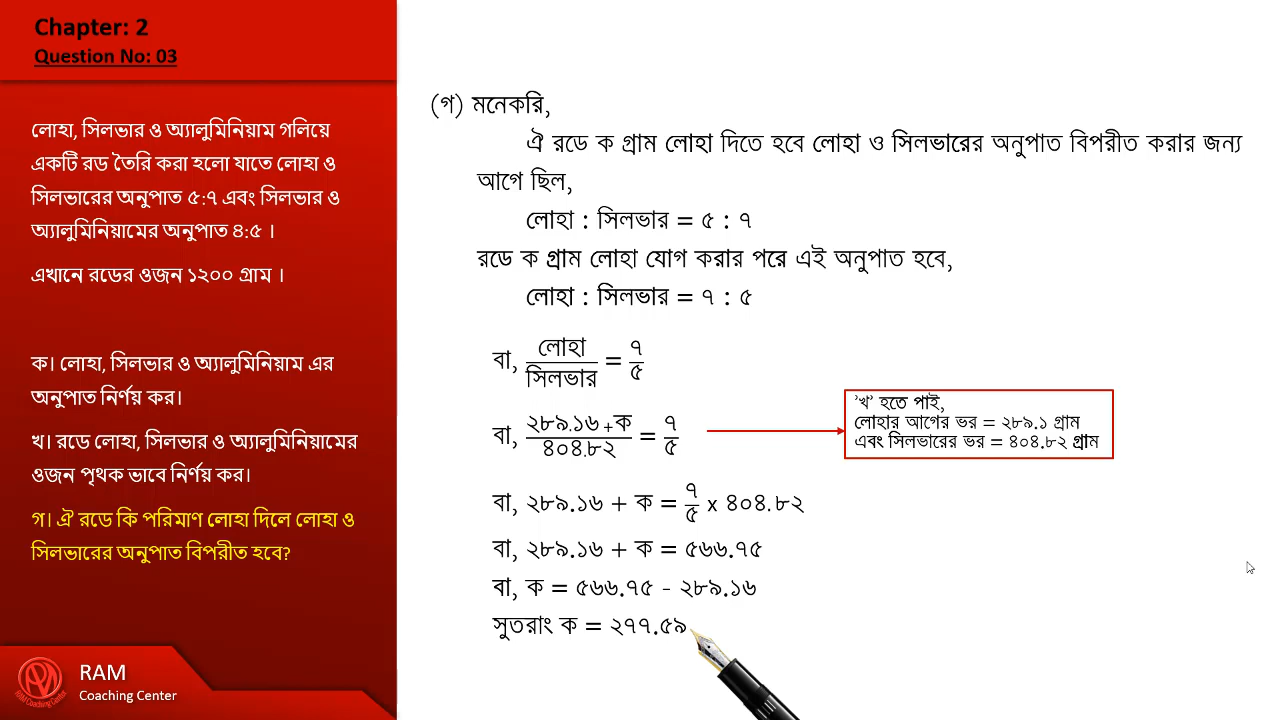 Chapter: 2
Question No: 03
লোহা, সিলভার ও অ্যালুমিনিয়াম গলিয়ে
একটি রড তৈরি করা হলো যাতে লোহা ও
সিলভারের অনুপাত ৫:৭ এবং সিলভার ও
অ্যালুমিনিয়ামের অনুপাত ৪:৫ ।
এখানে রডের ওজন ১২০০ গ্রাম ।
ক। লোহা, সিলভার ও অ্যালুমিনিয়াম এর
অনুপাত নির্ণয় কর।
খ। রডে লোহা, সিলভার ও অ্যালুমিনিয়ামের
ওজন পৃথক ভাবে নির্ণয় কর।
গ। ঐ রডে কি পরিমাণ লোহা দিলে লোহা ও
সিলভারের অনুপাত বিপরীত হবে?
RAM
Coaching Center
(গ) মনেকরি,
ঐ রডে ক গ্রাম লোহা দিতে হবে লোহা ও সিলভারের অনুপাত বিপরীত করার জন্য
আগে ছিল,
লোহা : সিলভার = ৫ : ৭
রডে ক গ্রাম লোহা যোগ করার পরে এই অনুপাত হবে,
লোহা : সিলভার = ৭ : ৫
বা, লোহা/সিলভার = ৭/৫
বা, ২৮৯.১৬ + ক/৪০৪.৮২ = ৭/৫
'খ' হতে পাই,
লোহার আগের ভর = ২৮৯.১ গ্রাম
এবং সিলভারের ভর = ৪০৪.৮২ গ্রাম
বা, ২৮৯.১৬ + ক = ৭/৫ x ৪০৪.৮২
বা, ২৮৯.১৬ + ক = ৫৬৬.৭৫
বা, ক = ৫৬৬.৭৫ - ২৮৯.১৬
সুতরাং ক = ২৭৭.৫৯